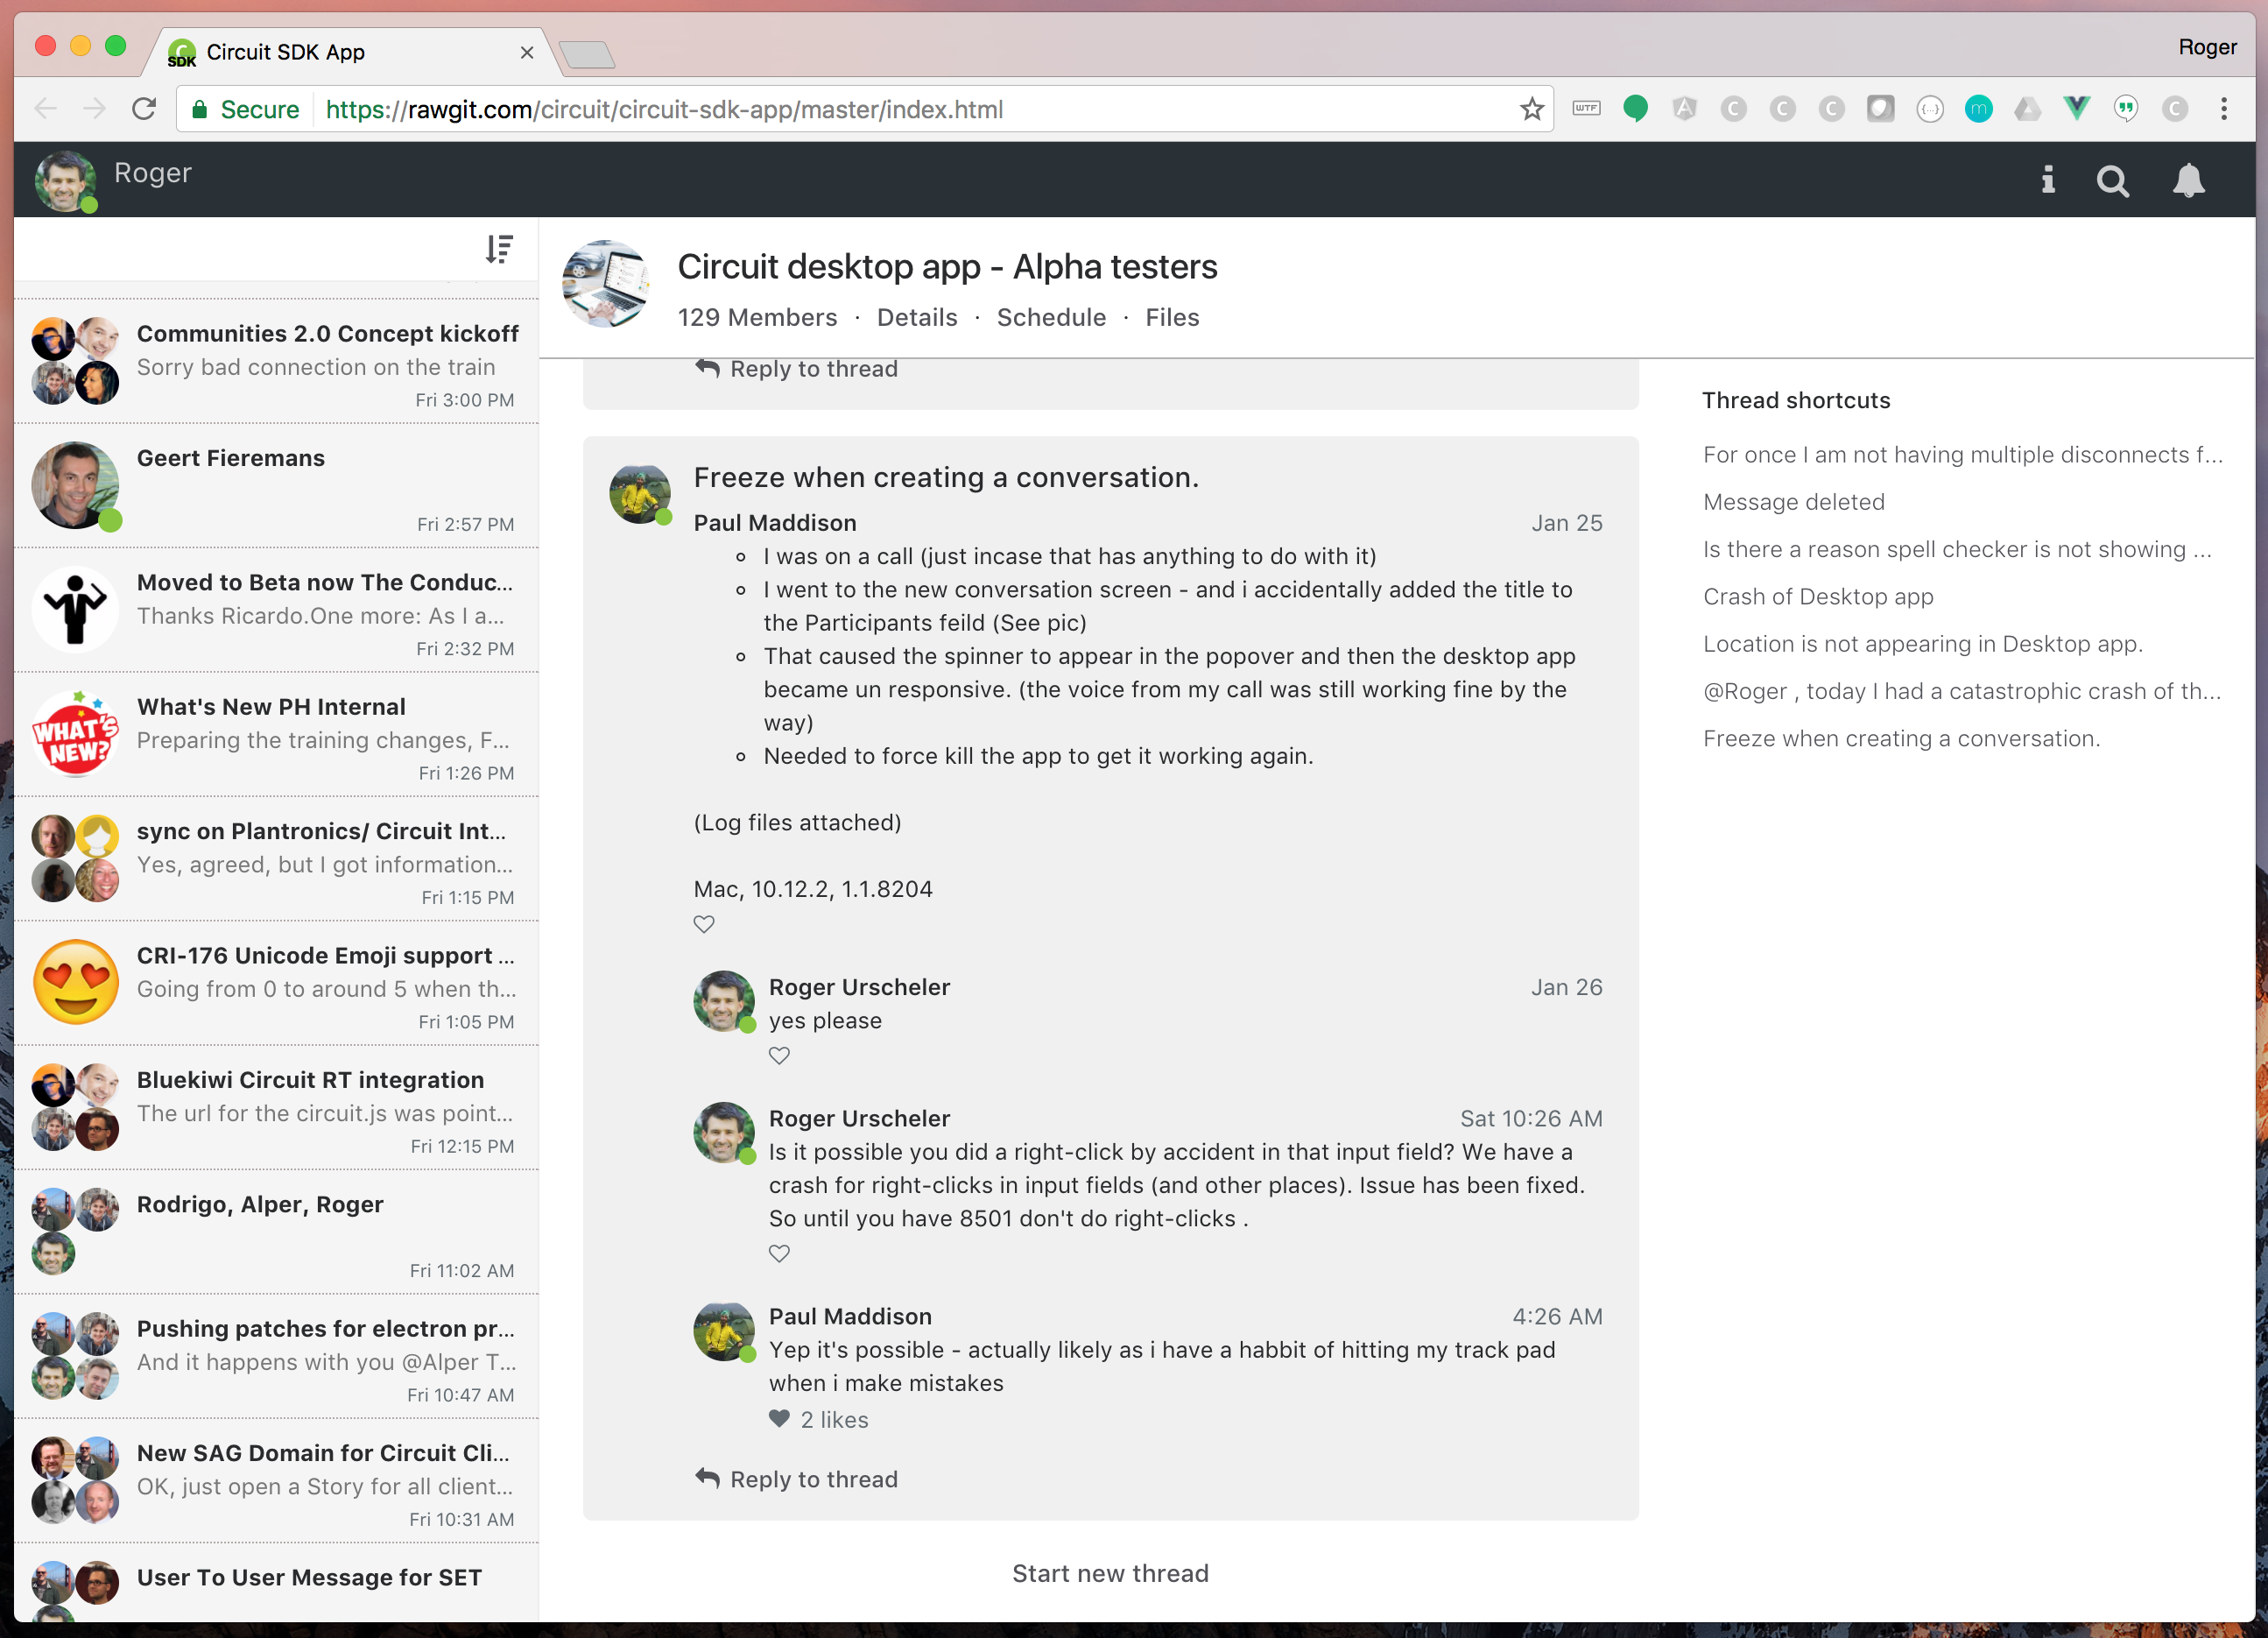 SDK
Circuit SDK App
Roger
Secure
https://rawgit.com/circuit/circuit-sdk-app/master/index.html
WTF
Roger
Communities 2.0 Concept kickoff
Sorry bad connection on the train
Fri 3:00 PM
Geert Fieremans
Fri 2:57 PM
Moved to Beta now The Conduc...
Thanks Ricardo.One more: As I a...
Fri 2:32 PM
WHAT'S NEW?
What's New PH Internal
Preparing the training changes, F...
Fri 1:26 PM
sync on Plantronics/ Circuit Int...
Yes, agreed, but I got information...
Fri 1:15 PM
CRI-176 Unicode Emoji support ...
Going from 0 to around 5 when th...
Fri 1:05 PM
Bluekiwi Circuit RT integration
The url for the circuit.js was point...
Fri 12:15 PM
Rodrigo, Alper, Roger
Fri 11:02 AM
Pushing patches for electron pr...
And it happens with you @Alper T...
Fri 10:47 AM
New SAG Domain for Circuit Cli...
OK, just open a Story for all client...
Fri 10:31 AM
User To User Message for SET
Circuit desktop app - Alpha testers
129 Members · Details · Schedule · Files
Reply to thread
Freeze when creating a conversation.
Paul Maddison Jan 25
I was on a call (just incase that has anything to do with it)
I went to the new conversation screen - and i accidentally added the title to
the Participants feild (See pic)
That caused the spinner to appear in the popover and then the desktop app
became un responsive. (the voice from my call was still working fine by the
way)
Needed to force kill the app to get it working again.
(Log files attached)
Mac, 10.12.2, 1.1.8204
Roger Urscheler Jan 26
yes please
Roger Urscheler Sat 10:26 AM
Is it possible you did a right-click by accident in that input field? We have a
crash for right-clicks in input fields (and other places). Issue has been fixed.
So until you have 8501 don't do right-clicks .
Paul Maddison 4:26 AM
Yep it's possible - actually likely as i have a habbit of hitting my track pad
when i make mistakes
2 likes
Reply to thread
Start new thread
Thread shortcuts
For once I am not having multiple disconnects f...
Message deleted
Is there a reason spell checker is not showing ...
Crash of Desktop app
Location is not appearing in Desktop app.
@Roger , today I had a catastrophic crash of th...
Freeze when creating a conversation.